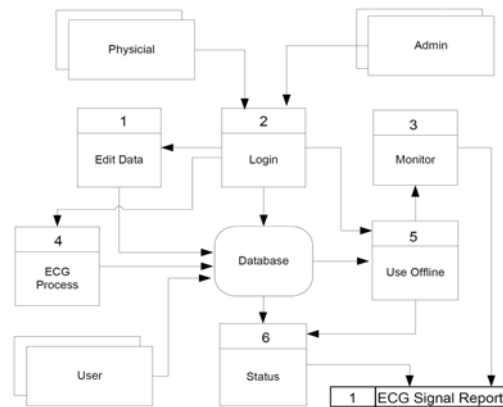 Physicial
Admin
1
Edit Data
2
Login
3
Monitor
4
ECG
Process
Database
5
Use Offline
User
6
Status
1 ECG Signal Report